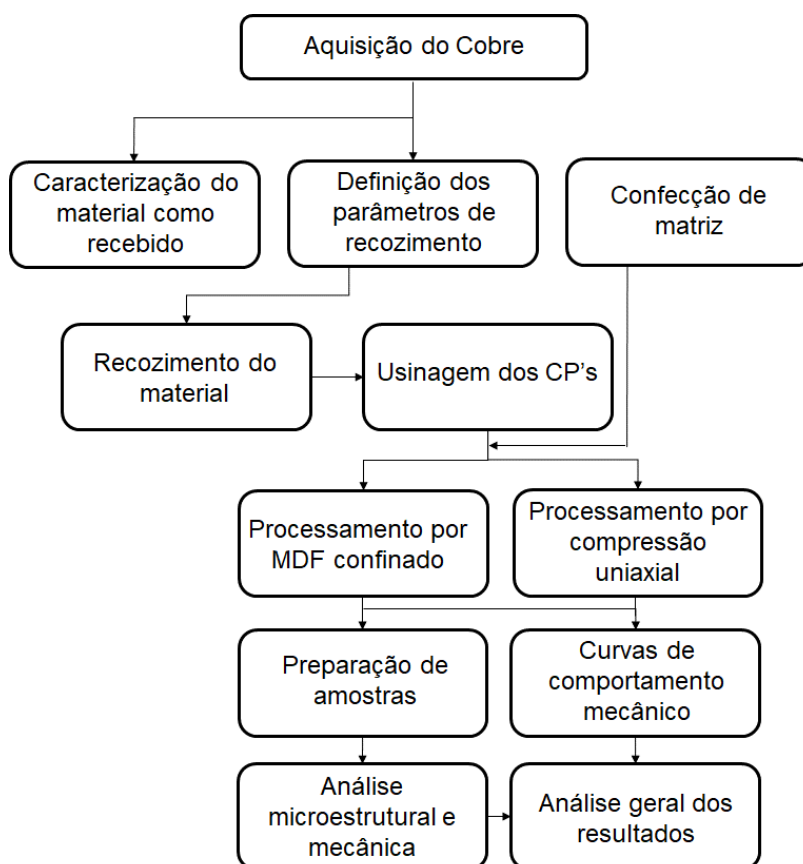 Aquisição do Cobre
Caracterização do
material como
recebido
Definição dos
parâmetros de
recozimento
Confecção de
matriz
Recozimento do
material
Usinagem dos CP's
Processamento por
MDF confinado
Processamento por
compressão
uniaxial
Preparação de
amostras
Curvas de
comportamento
mecânico
Análise
microestrutural e
mecânica
Análise geral dos
resultados